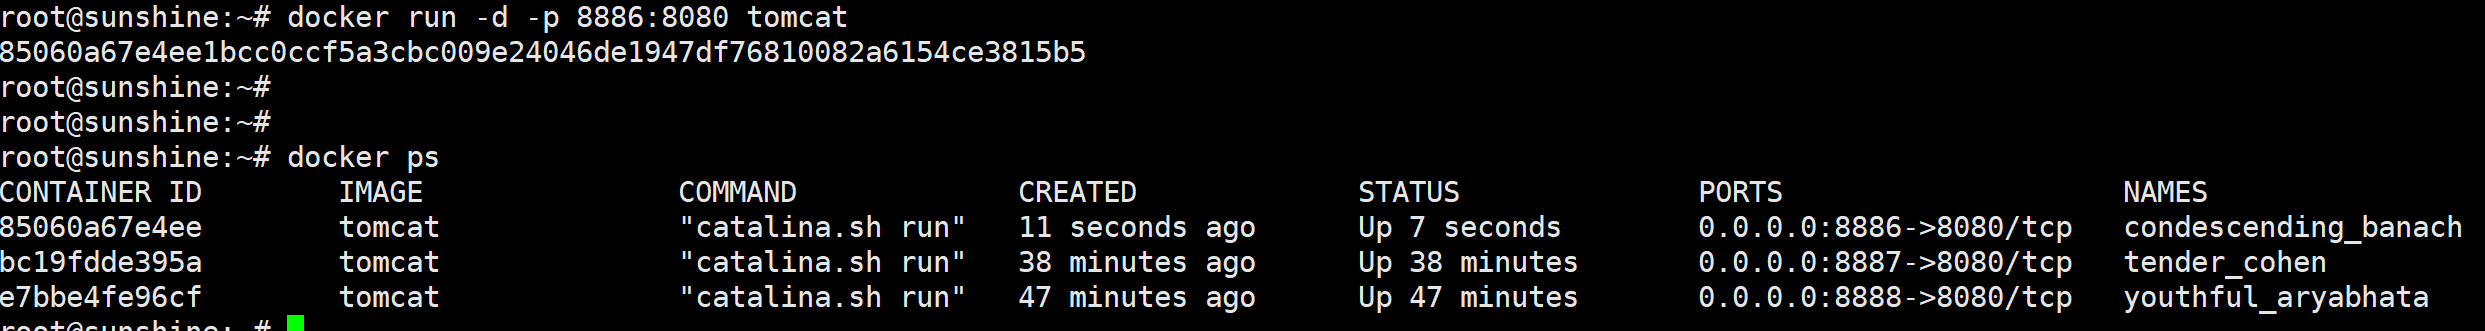 root@sunshine:~# docker run -d -p 8886:8080 tomcat
85060a67e4ee1bcc0ccf5a3cbc009e24046de1947df76810082a6154ce3815b5
root@sunshine:~#
root@sunshine:~#
root@sunshine:~# docker ps
CONTAINER ID        IMAGE               COMMAND             CREATED             STATUS              PORTS                    NAMES
85060a67e4ee        tomcat              "catalina.sh run"   11 seconds ago      Up 7 seconds        0.0.0.0:8886->8080/tcp   condescending_banach
bc19fdde395a        tomcat              "catalina.sh run"   38 minutes ago      Up 38 minutes       0.0.0.0:8887->8080/tcp   tender_cohen
e7bbe4fe96cf        tomcat              "catalina.sh run"   47 minutes ago      Up 47 minutes       0.0.0.0:8888->8080/tcp   youthful_aryabhata
root@sunshine:~#